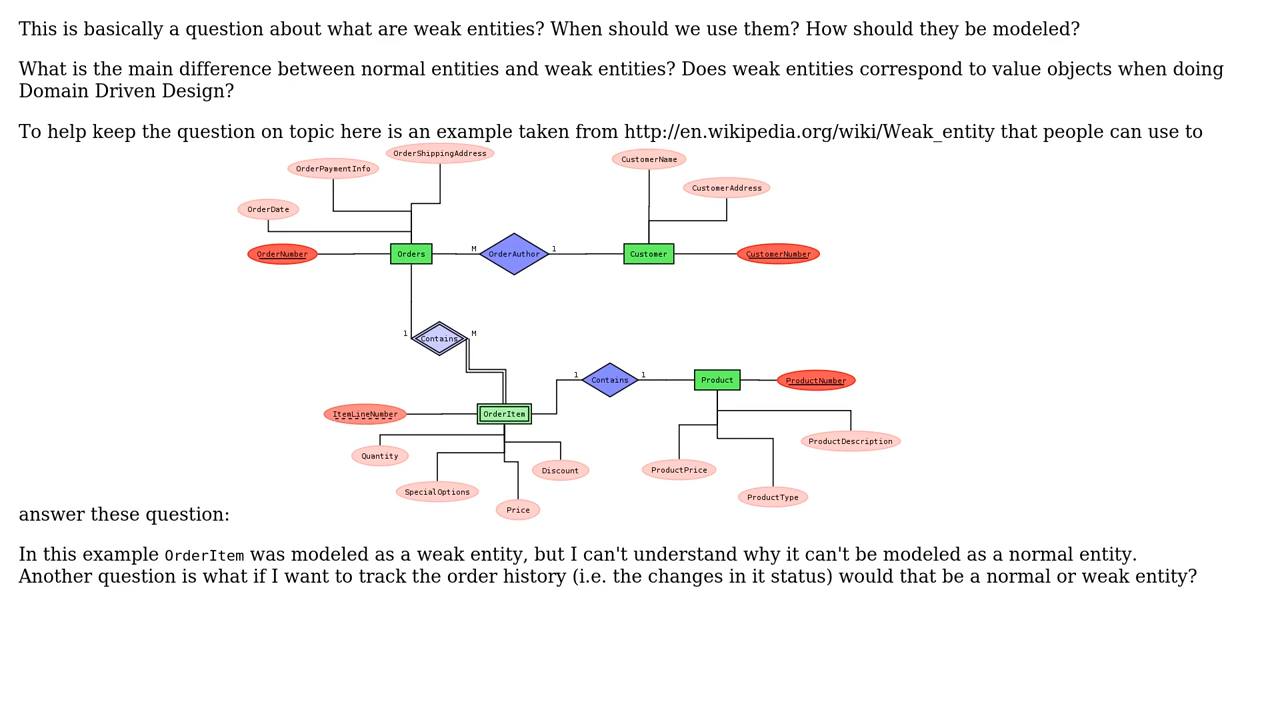 This is basically a question about what are weak entities? When should we use them? How should they be modeled?
What is the main difference between normal entities and weak entities? Does weak entities correspond to value objects when doing
Domain Driven Design?
To help keep the question on topic here is an example taken from http://en.wikipedia.org/wiki/Weak_entity that people can use to
OrderShippingAddress
CustomerName
OrderPaymentInfo
CustomerAddress
OrderDate
OrderNumber
Orders
M
OrderAuthor
1
Customer
CustomerNumber
1
Contains
M
1
Contains
1
Product
ProductNumber
ItemLineNumber
OrderItem
Quantity
Discount
ProductPrice
ProductDescription
SpecialOptions
ProductType
Price
answer these question:
In this example OrderItem was modeled as a weak entity, but I can't understand why it can't be modeled as a normal entity.
Another question is what if I want to track the order history (i.e. the changes in it status) would that be a normal or weak entity?